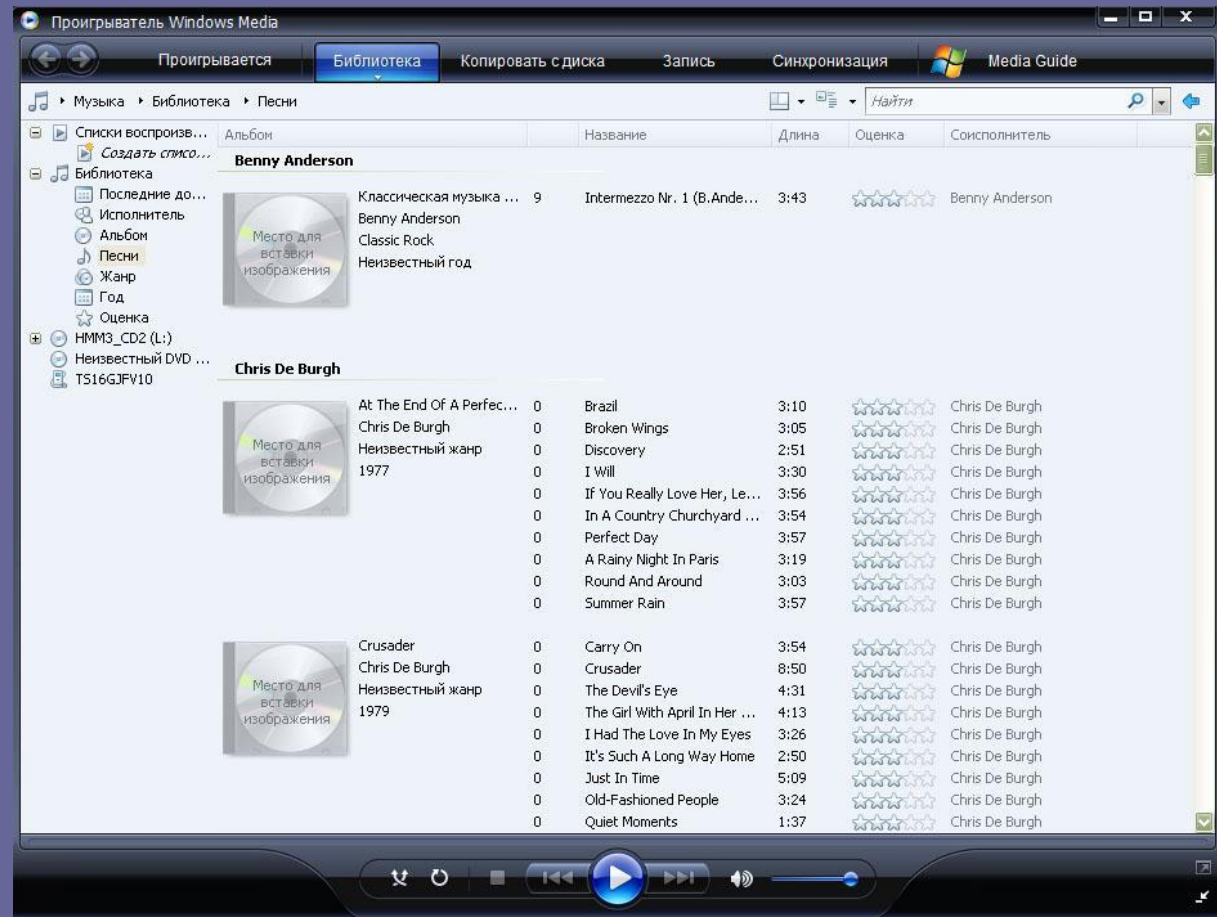 Проигрыватель Windows Media
Проигрывается Библиотека Копировать с диска Запись Синхронизация Media Guide
Музыка Библиотека Песни Найти
Списки воспроизв...
Создать списо...
Библиотека
Последние до...
Исполнитель
Альбом
Песни
Жанр
Год
Оценка
HMM3_CD2 (L:)
Неизвестный DVD ...
TS16GJFV10
Альбом Название Длина Оценка Соисполнитель
Benny Anderson
Место для
вставки
изображения
Классическая музыка ... 9 Intermezzo Nr. 1 (B.Ande... 3:43 Benny Anderson
Benny Anderson
Classic Rock
Неизвестный год
Chris De Burgh
Место для
вставки
изображения
At The End Of A Perfec... 0 Brazil 3:10 Chris De Burgh
Chris De Burgh 0 Broken Wings 3:05 Chris De Burgh
Неизвестный жанр 0 Discovery 2:51 Chris De Burgh
1977 0 I Will 3:30 Chris De Burgh
0 If You Really Love Her, Le... 3:56 Chris De Burgh
0 In A Country Churchyard ... 3:54 Chris De Burgh
0 Perfect Day 3:57 Chris De Burgh
0 A Rainy Night In Paris 3:19 Chris De Burgh
0 Round And Around 3:03 Chris De Burgh
0 Summer Rain 3:57 Chris De Burgh
Место для
вставки
изображения
Crusader 0 Carry On 3:54 Chris De Burgh
Chris De Burgh 0 Crusader 8:50 Chris De Burgh
Неизвестный жанр 0 The Devil's Eye 4:31 Chris De Burgh
1979 0 The Girl With April In Her ... 4:13 Chris De Burgh
0 I Had The Love In My Eyes 3:26 Chris De Burgh
0 It's Such A Long Way Home 2:50 Chris De Burgh
0 Just In Time 5:09 Chris De Burgh
0 Old-Fashioned People 3:24 Chris De Burgh
0 Quiet Moments 1:37 Chris De Burgh